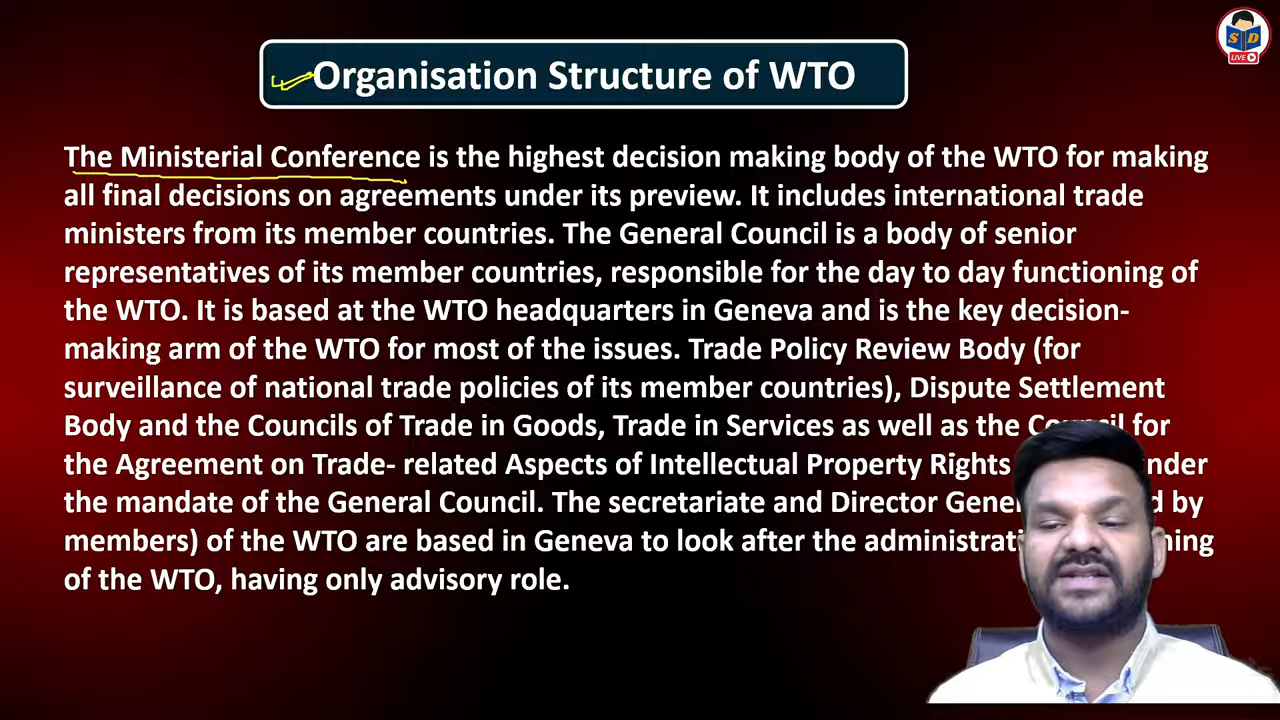 S D
LIVE
Organisation Structure of WTO
The Ministerial Conference is the highest decision making body of the WTO for making
all final decisions on agreements under its preview. It includes international trade
ministers from its member countries. The General Council is a body of senior
representatives of its member countries, responsible for the day to day functioning of
the WTO. It is based at the WTO headquarters in Geneva and is the key decision-
making arm of the WTO for most of the issues. Trade Policy Review Body (for
surveillance of national trade policies of its member countries), Dispute Settlement
Body and the Councils of Trade in Goods, Trade in Services as well as the Council for
the Agreement on Trade- related Aspects of Intellectual Property Rights
the mandate of the General Council. The secretariate and Director by
members) of the WTO are based in Geneva to look after the
of the WTO, having only advisory role.